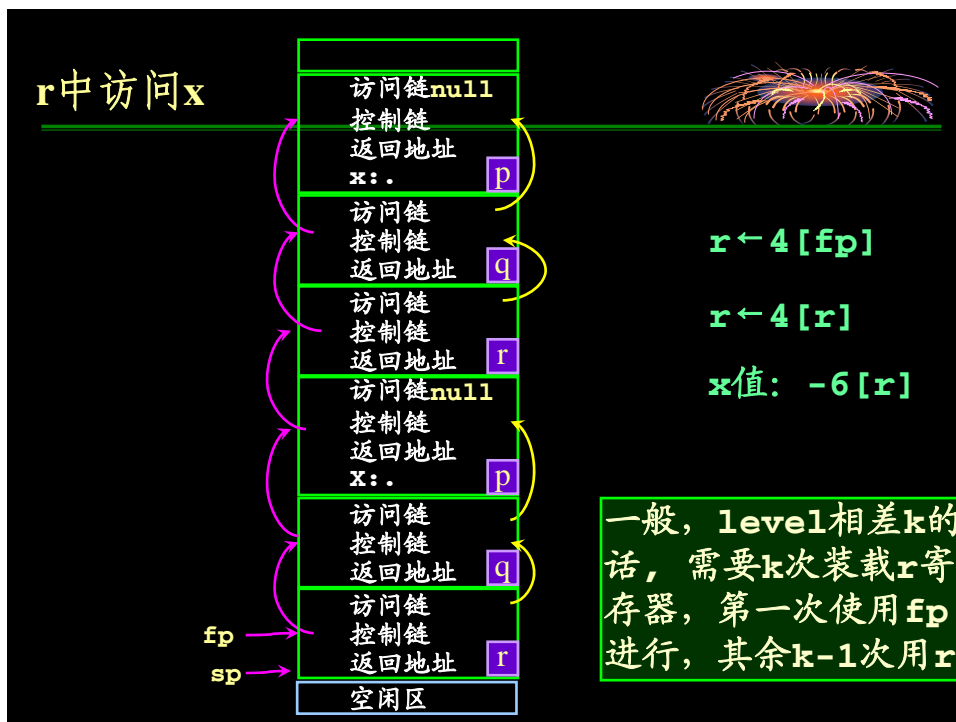 r中访问x
访问链null
控制链
返回地址
x:.
p
访问链
控制链
返回地址
q
访问链
控制链
返回地址
r
访问链null
控制链
返回地址
x:.
p
访问链
控制链
返回地址
q
访问链
控制链
返回地址
r
空闲区
fp
sp
r←4[fp]
r←4[r]
x值: -6[r]
一般，level相差k的
话, 需要k次装载r寄
存器，第一次使用fp
进行，其余k-1次用r